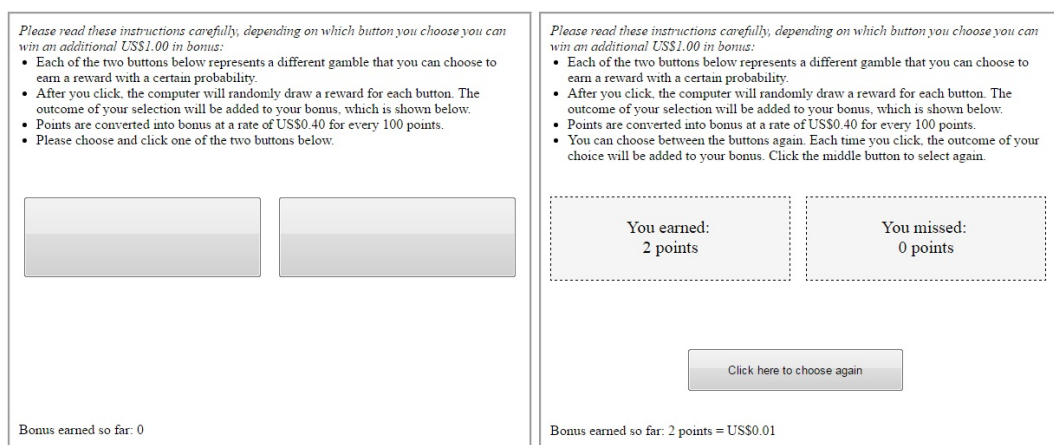 Please read these instructions carefully, depending on which button you choose you can
win an additional US$1.00 in bonus:
• Each of the two buttons below represents a different gamble that you can choose to
earn a reward with a certain probability.
• After you click, the computer will randomly draw a reward for each button. The
outcome of your selection will be added to your bonus, which is shown below.
• Points are converted into bonus at a rate of US$0.40 for every 100 points.
• Please choose and click one of the two buttons below.
Bonus earned so far: 0
Please read these instructions carefully, depending on which button you choose you can
win an additional US$1.00 in bonus:
• Each of the two buttons below represents a different gamble that you can choose to
earn a reward with a certain probability.
• After you click, the computer will randomly draw a reward for each button. The
outcome of your selection will be added to your bonus, which is shown below.
• Points are converted into bonus at a rate of US$0.40 for every 100 points.
• You can choose between the buttons again. Each time you click, the outcome of your
choice will be added to your bonus. Click the middle button to select again.
You earned:
2 points
You missed:
0 points
Click here to choose again
Bonus earned so far: 2 points = US$0.01